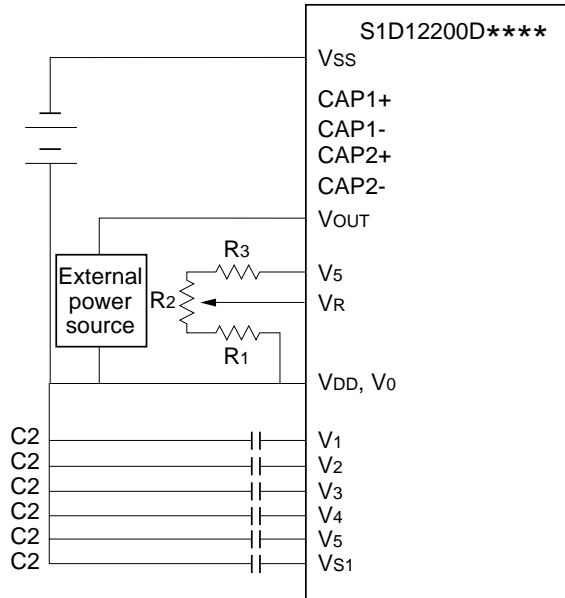 S1D12200D****
VSS
CAP1+
CAP1-
CAP2+
CAP2-
VOUT
R3
V5
External
power
source
R2
VR
R1
VDD, V0
C2
V1
C2
V2
C2
V3
C2
V4
C2
V5
C2
VS1